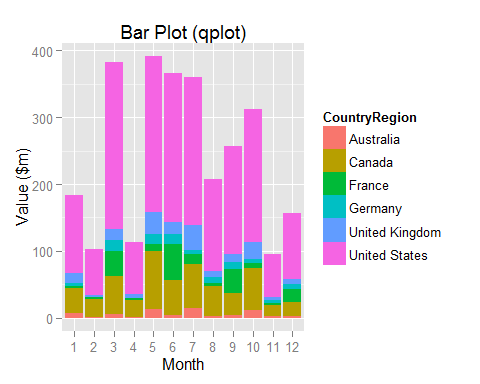 Bar Plot (qplot)
Value ($m)
400
300
200
100
0
1 2 3 4 5 6 7 8 9 10 11 12
Month
CountryRegion
Australia
Canada
France
Germany
United Kingdom
United States